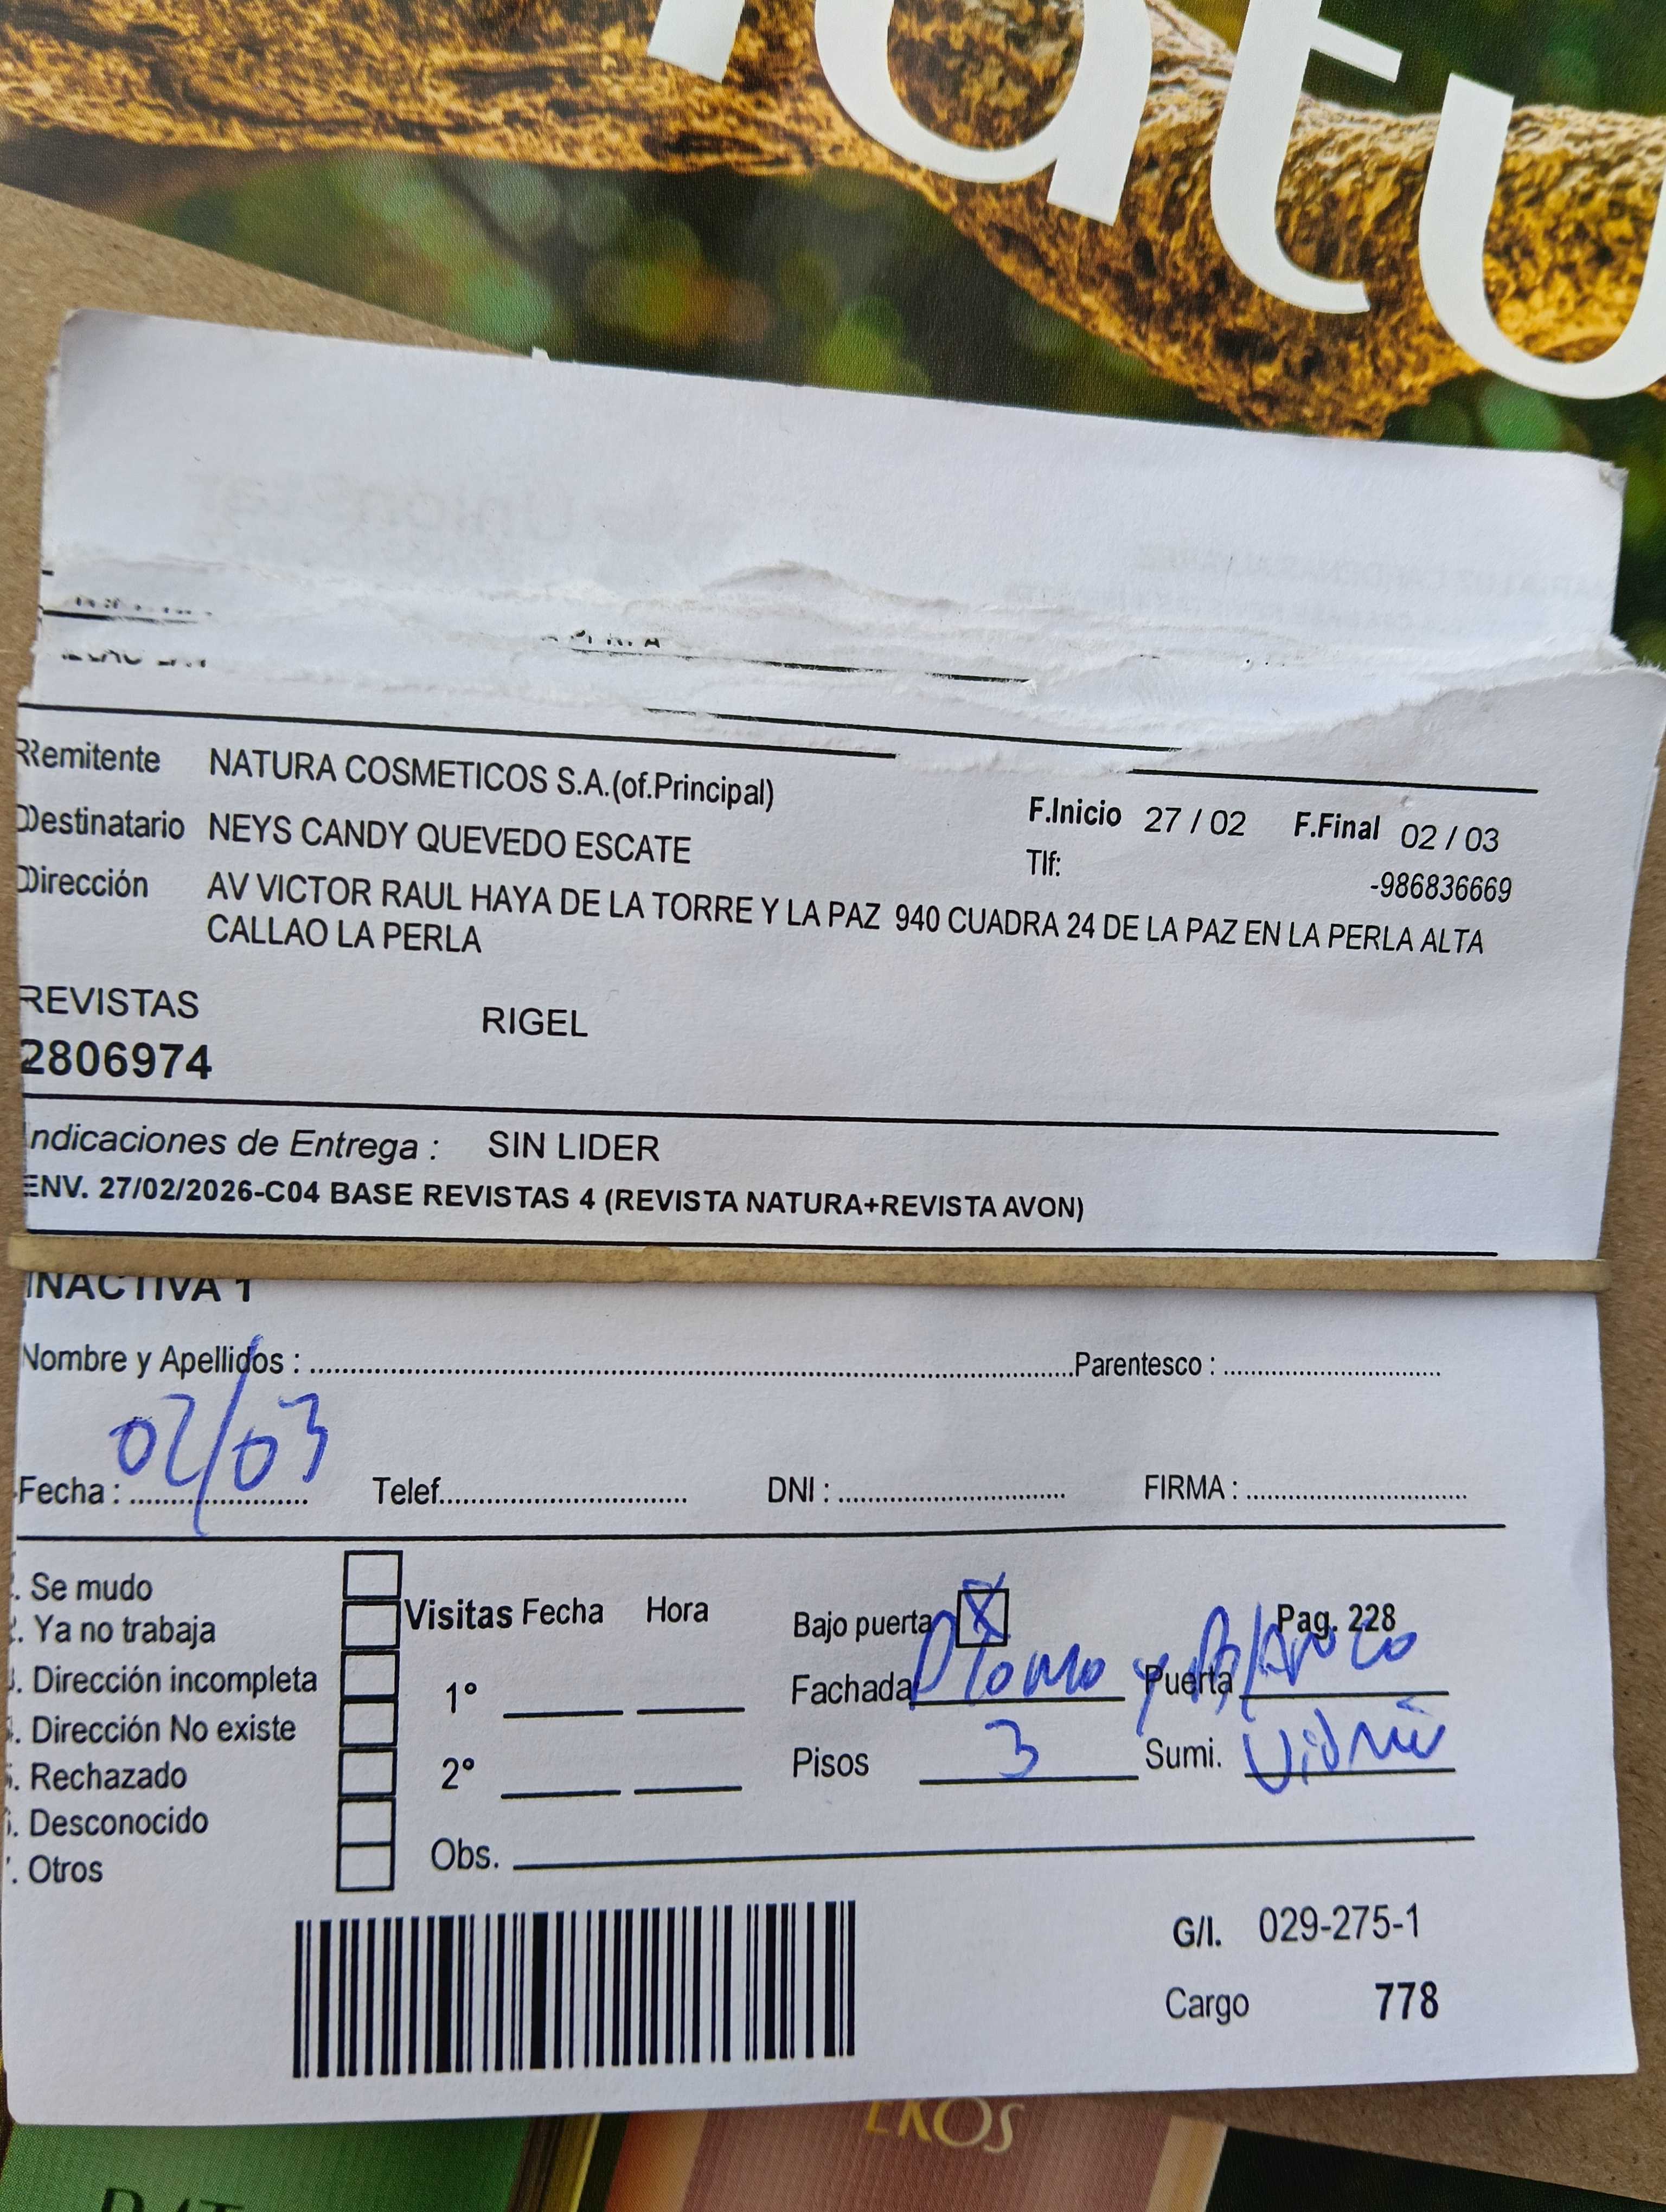 natu
Remitente NATURA COSMETICOS S.A.(of.Principal)
F.Inicio 27 / 02 F.Final 02 / 03
Destinatario NEYS CANDY QUEVEDO ESCATE
Tlf: -986836669
Dirección AV VICTOR RAUL HAYA DE LA TORRE Y LA PAZ 940 CUADRA 24 DE LA PAZ EN LA PERLA ALTA
CALLAO LA PERLA
REVISTAS RIGEL
2806974
Indicaciones de Entrega : SIN LIDER
ENV. 27/02/2026-C04 BASE REVISTAS 4 (REVISTA NATURA+REVISTA AVON)
INACTIVA 1
Nombre y Apellidos : Parentesco :
Fecha : 02/03 Telef. DNI : FIRMA :
. Se mudo
. Ya no trabaja
. Dirección incompleta
. Dirección No existe
. Rechazado
. Desconocido
. Otros
Visitas Fecha Hora
1°
2°
Bajo puerta X Pag. 228
Fachada Puerta
Pisos 3 Sumi.
Obs.
G/I. 029-275-1
Cargo 778
EKOS